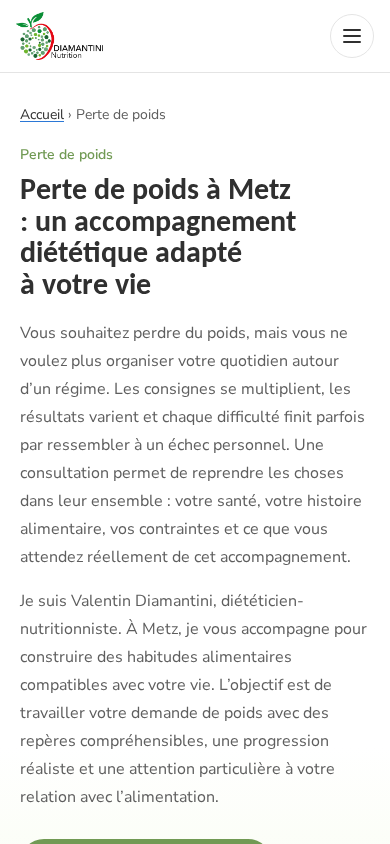 DIAMANTINI
Nutrition
Accueil › Perte de poids
Perte de poids
Perte de poids à Metz
: un accompagnement
diététique adapté
à votre vie
Vous souhaitez perdre du poids, mais vous ne
voulez plus organiser votre quotidien autour
d’un régime. Les consignes se multiplient, les
résultats varient et chaque difficulté finit parfois
par ressembler à un échec personnel. Une
consultation permet de reprendre les choses
dans leur ensemble : votre santé, votre histoire
alimentaire, vos contraintes et ce que vous
attendez réellement de cet accompagnement.
Je suis Valentin Diamantini, diététicien-
nutritionniste. À Metz, je vous accompagne pour
construire des habitudes alimentaires
compatibles avec votre vie. L’objectif est de
travailler votre demande de poids avec des
repères compréhensibles, une progression
réaliste et une attention particulière à votre
relation avec l’alimentation.